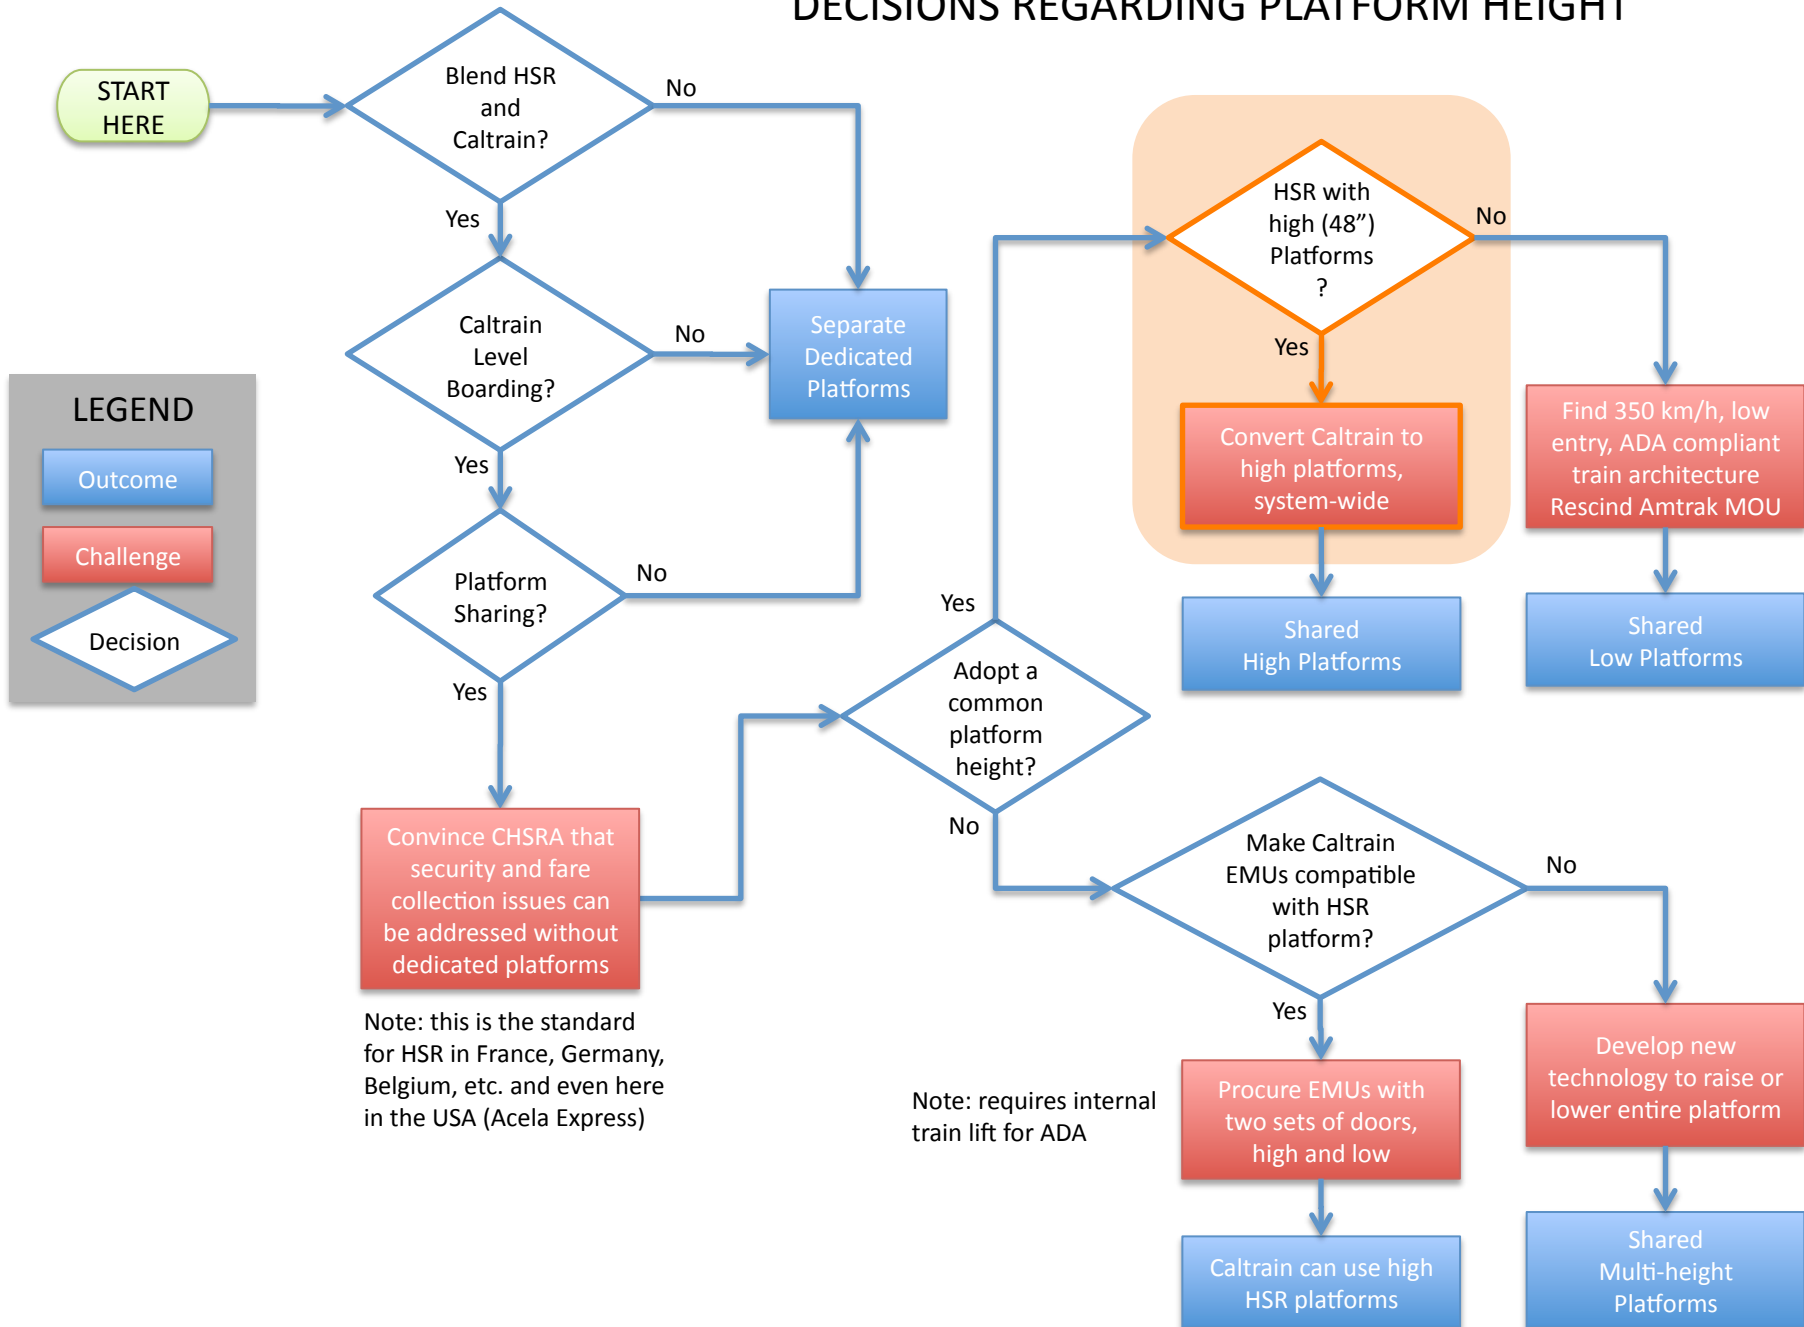 DECISIONS REGARDING PLATFORM HEIGHT
START
HERE
Blend HSR
and
Caltrain?
No
Yes
Caltrain
Level
Boarding?
No
Yes
Separate
Dedicated
Platforms
LEGEND
Outcome
Challenge
Decision
Platform
Sharing?
No
Yes
Convince CHSRA that
security and fare
collection issues can
be addressed without
dedicated platforms
Note: this is the standard
for HSR in France, Germany,
Belgium, etc. and even here
in the USA (Acela Express)
Adopt a
common
platform
height?
Yes
No
HSR with
high (48”)
Platforms
?
No
Yes
Convert Caltrain to
high platforms,
system-wide
Shared
High Platforms
Find 350 km/h, low
entry, ADA compliant
train architecture
Rescind Amtrak MOU
Shared
Low Platforms
Make Caltrain
EMUs compatible
with HSR
platform?
No
Yes
Note: requires internal
train lift for ADA
Procure EMUs with
two sets of doors,
high and low
Caltrain can use high
HSR platforms
Develop new
technology to raise or
lower entire platform
Shared
Multi-height
Platforms